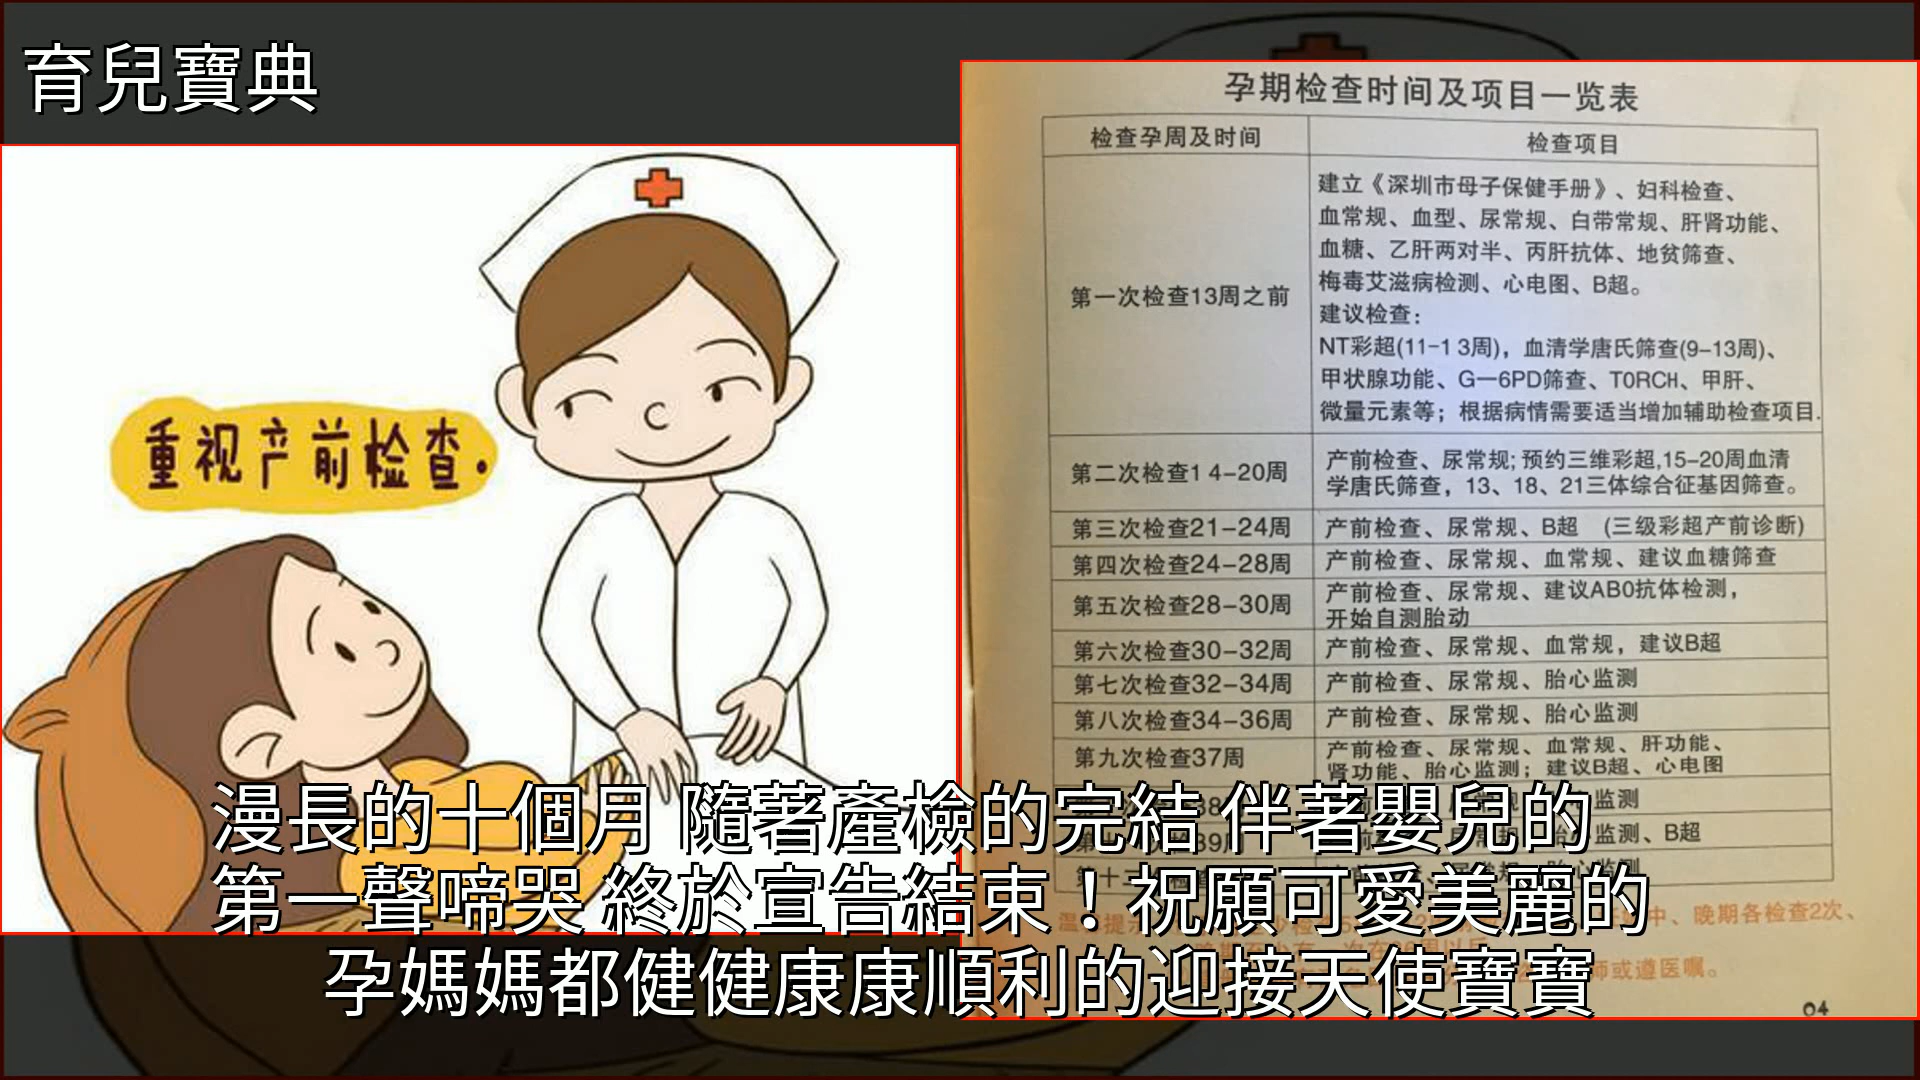 育兒寶典
重视产前检查.
孕期检查时间及项目一览表
检查孕周及时间
检查项目
第一次检查13周之前
建立《深圳市母子保健手册》、妇科检查、
血常规、血型、尿常规、白带常规、肝肾功能、
血糖、乙肝两对半、丙肝抗体、地贫筛查、
梅毒艾滋病检测、心电图、B超。
建议检查:
NT彩超(11-1 3周), 血清学唐氏筛查(9-13周)、
甲状腺功能、G一6PD筛查、TORCH、甲肝、
微量元素等; 根据病情需要适当增加辅助检查项目.
第二次检查1 4-20周
产前检查、尿常规; 预约三维彩超,15-20周血清
学唐氏筛查, 13、18、21三体综合征基因筛查。
第三次检查21-24周
产前检查、尿常规、B超 (三级彩超产前诊断)
第四次检查24-28周
产前检查、尿常规、血常规、建议血糖筛查
第五次检查28-30周
产前检查、尿常规、建议ABO抗体检测,
开始自测胎动
第六次检查30-32周
产前检查、尿常规、血常规, 建议B超
第七次检查32-34周
产前检查、尿常规、胎心监测
第八次检查34-36周
产前检查、尿常规、胎心监测
第九次检查37周
产前检查、尿常规、血常规、肝功能、
肾功能、胎心监测; 建议B超、心电图
监测
监测、B超
中、晚期各检查2次、
师或遵医嘱。
04
漫長的十個月 隨著產檢的完結 伴著嬰兒的
第一聲啼哭 終於宣告結束！祝願可愛美麗的
孕媽媽都健健康康順利的迎接天使寶寶